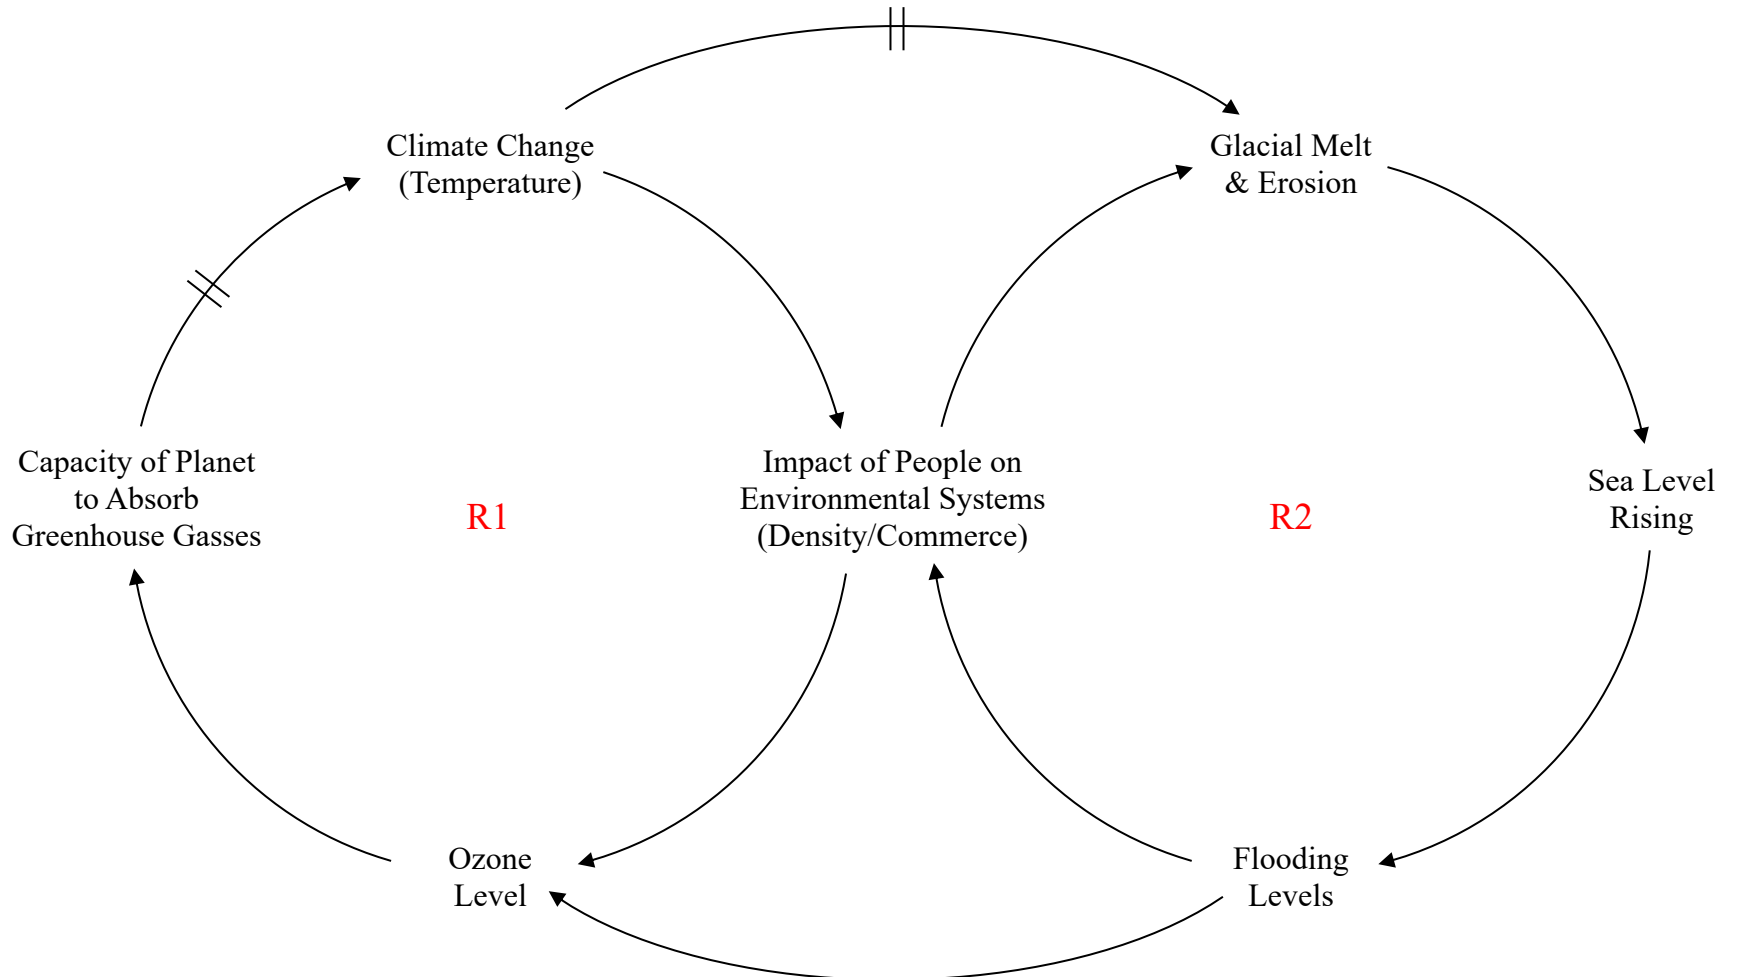 Climate Change
(Temperature)
Glacial Melt
& Erosion
Capacity of Planet
to Absorb
Greenhouse Gasses
R1
Impact of People on
Environmental Systems
(Density/Commerce)
R2
Sea Level
Rising
Ozone
Level
Flooding
Levels